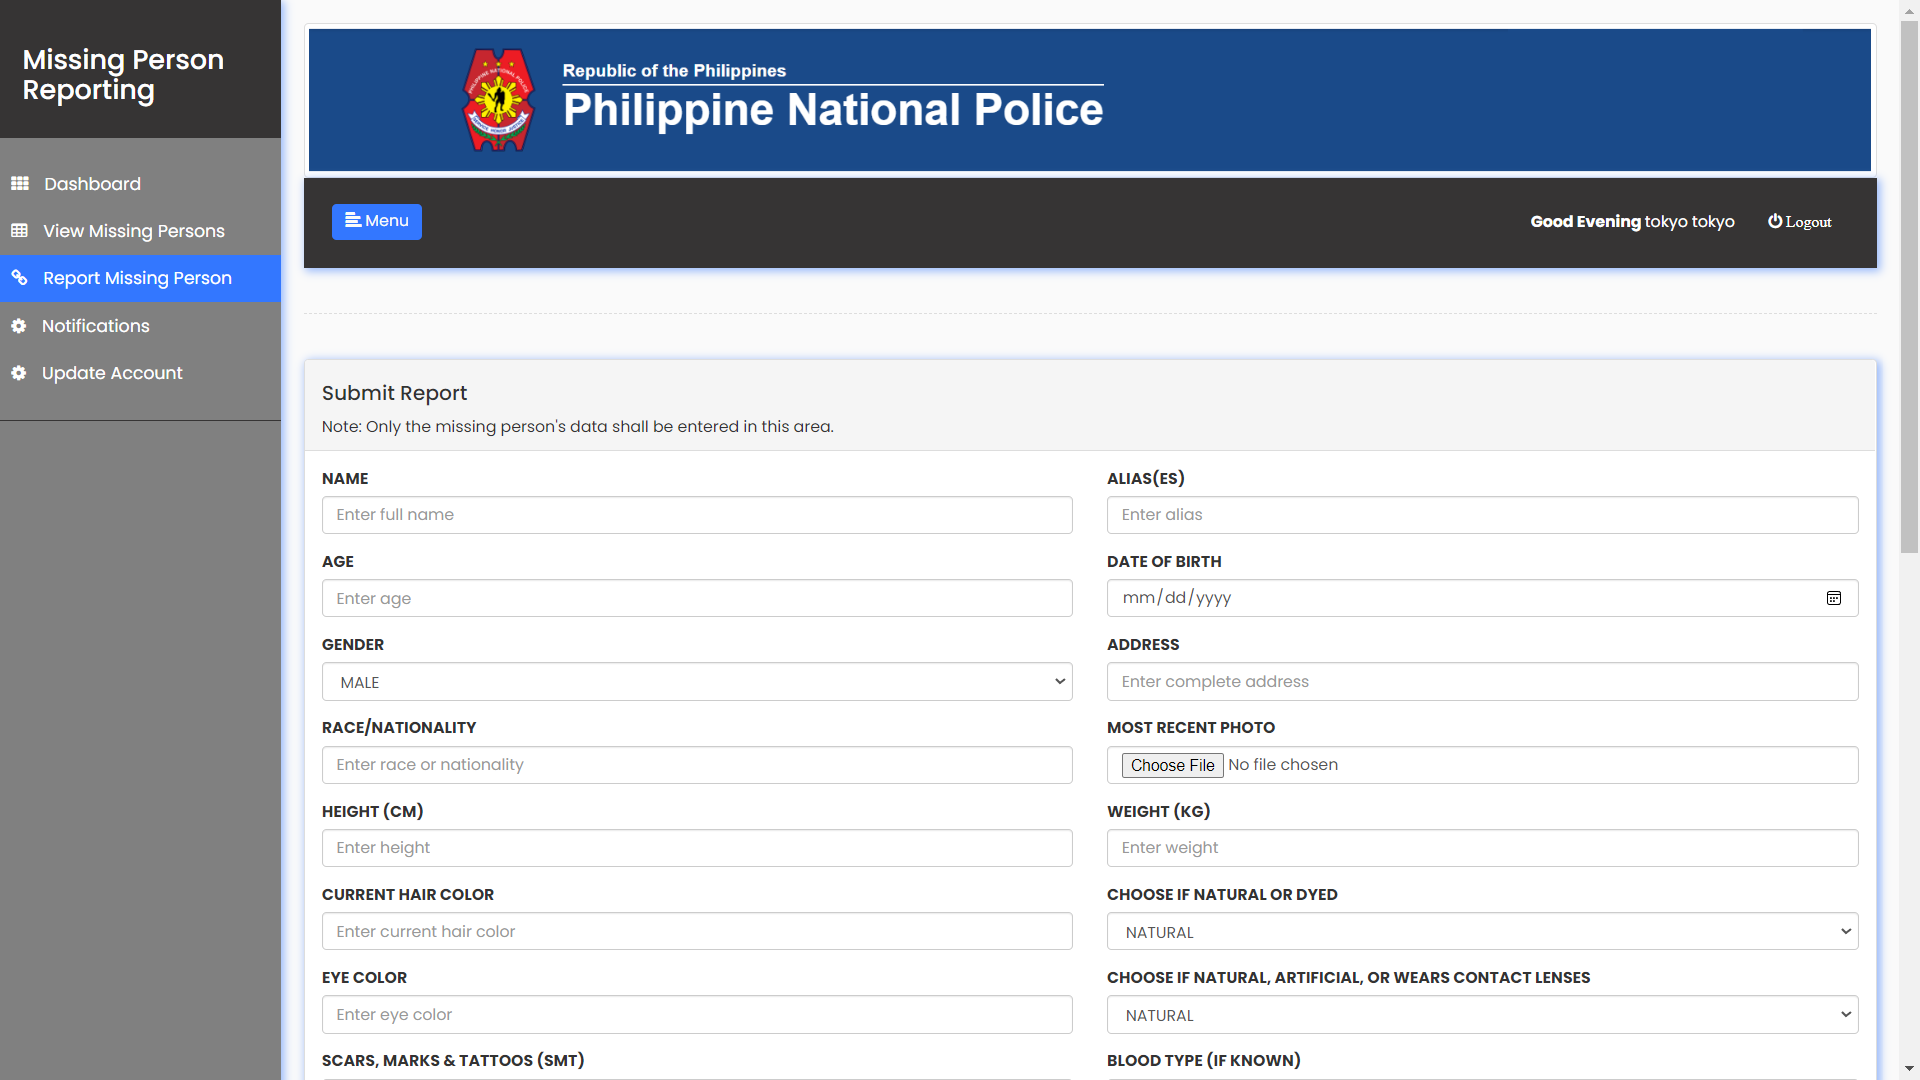 Missing Person
Reporting
Dashboard
View Missing Persons
Report Missing Person
Notifications
Update Account
Republic of the Philippines
Philippine National Police
Menu
Good Evening tokyo tokyo
Logout
Submit Report
Note: Only the missing person's data shall be entered in this area.
NAME
Enter full name
ALIAS(ES)
Enter alias
AGE
Enter age
DATE OF BIRTH
mm/dd/yyyy
GENDER
MALE
ADDRESS
Enter complete address
RACE/NATIONALITY
Enter race or nationality
MOST RECENT PHOTO
Choose File No file chosen
HEIGHT (CM)
Enter height
WEIGHT (KG)
Enter weight
CURRENT HAIR COLOR
Enter current hair color
CHOOSE IF NATURAL OR DYED
NATURAL
EYE COLOR
Enter eye color
CHOOSE IF NATURAL, ARTIFICIAL, OR WEARS CONTACT LENSES
NATURAL
SCARS, MARKS & TATTOOS (SMT)
BLOOD TYPE (IF KNOWN)